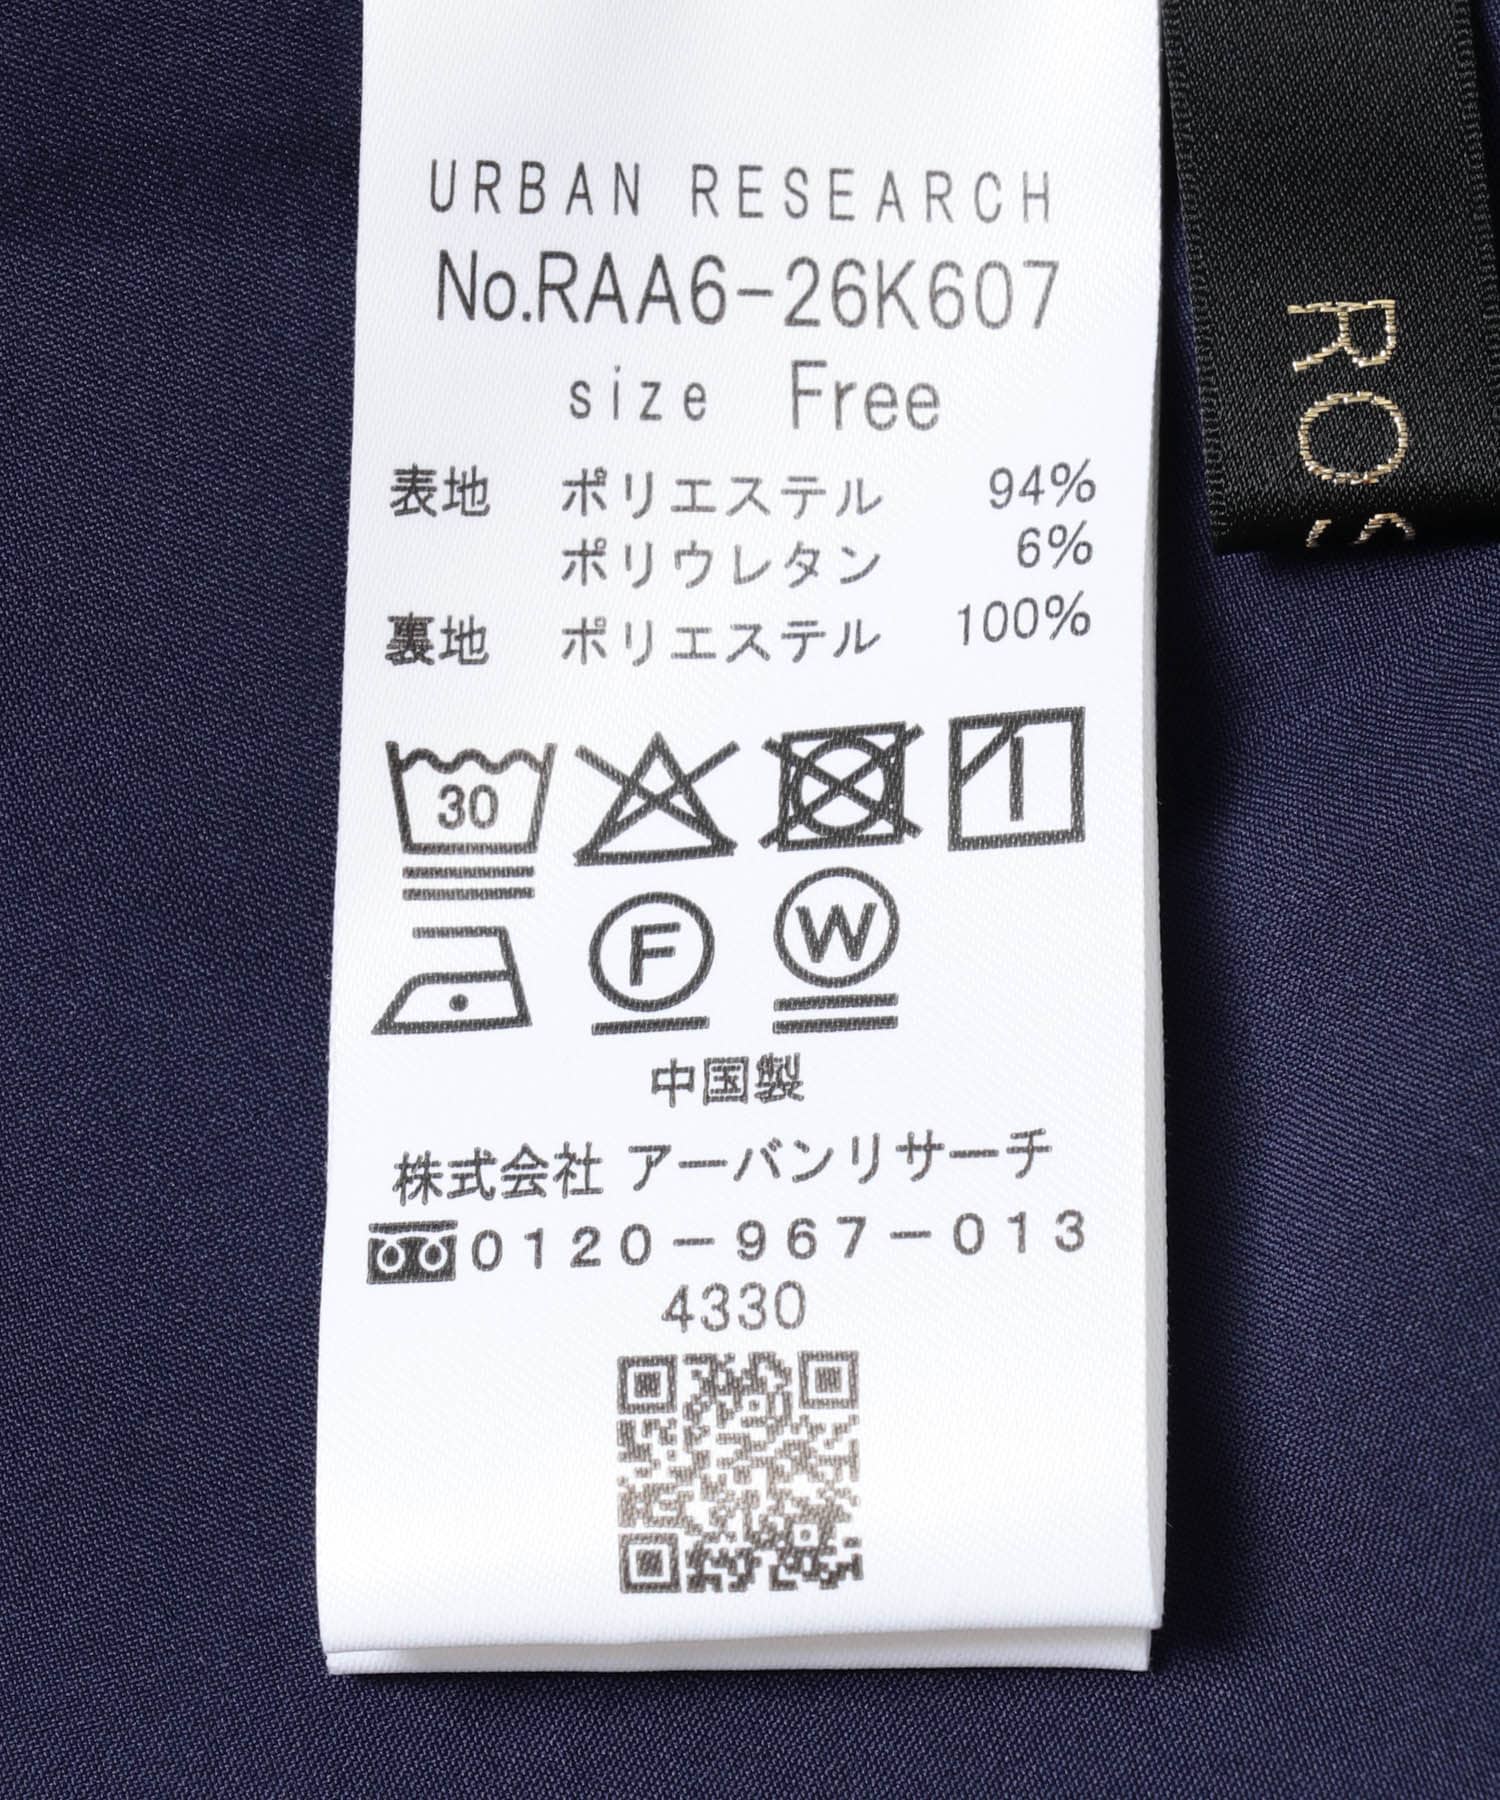 URBAN RESEARCH
No.RAA6-26K607
size Free
表地 ポリエステル 94%
ポリウレタン 6%
裏地 ポリエステル 100%
30
F W
中国製
株式会社 アーバンリサーチ
0120-967-013
4330
ROS